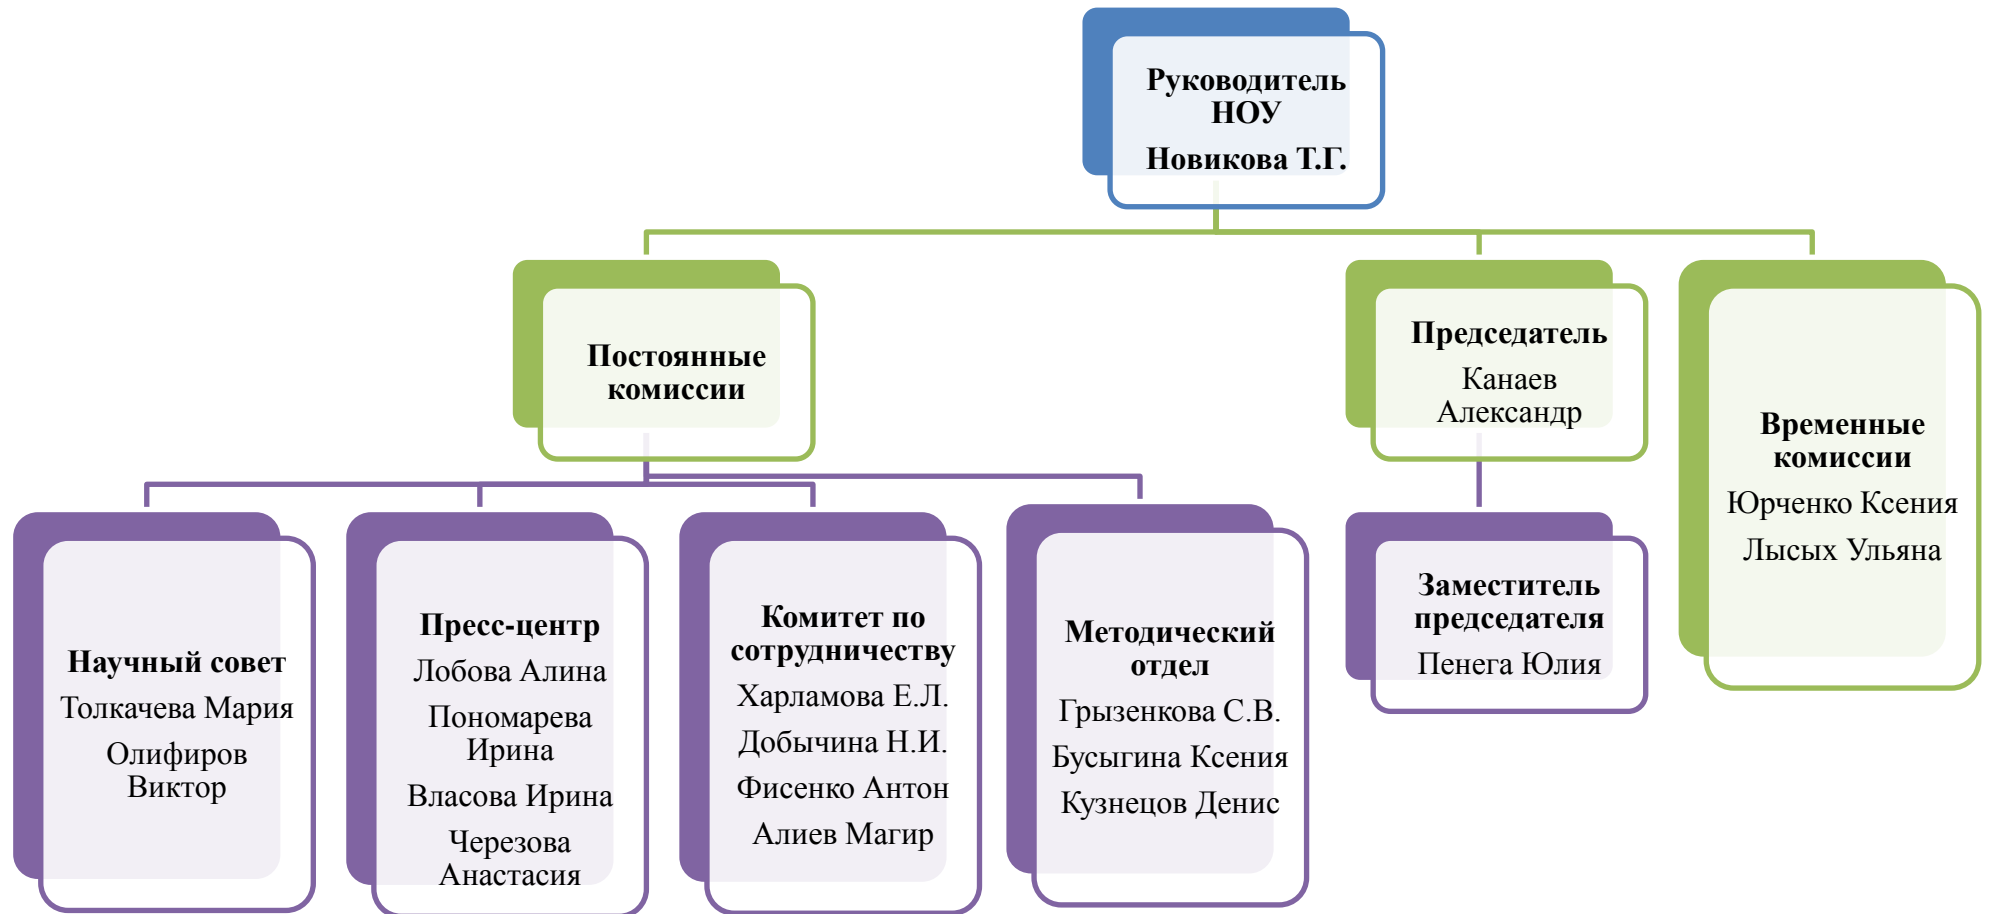 Руководитель
НОУ
Новикова Т.Г.
Постоянные
комиссии
Председатель
Канаев
Александр
Временные
комиссии
Юрченко Ксения
Лысых Ульяна
Научный совет
Толкачева Мария
Олифиров
Виктор
Пресс-центр
Лобова Алина
Пономарева
Ирина
Власова Ирина
Черезова
Анастасия
Комитет по
сотрудничеству
Харламова Е.Л.
Добычина Н.И.
Фисенко Антон
Алиев Магир
Методический
отдел
Грызенкова С.В.
Бусыгина Ксения
Кузнецов Денис
Заместитель
председателя
Пенега Юлия